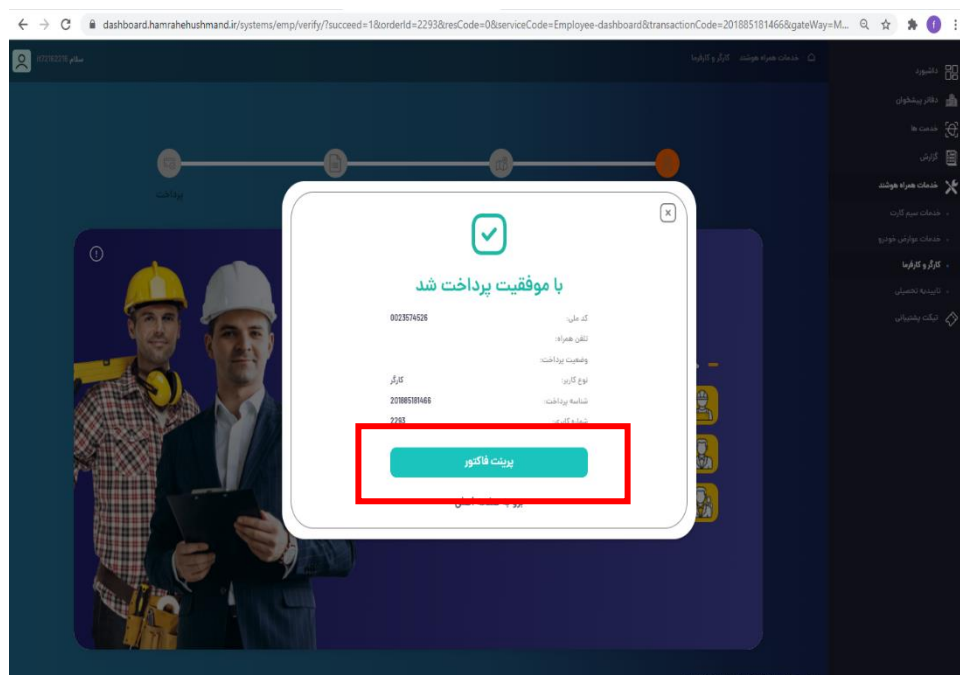 dashboard.hamrahehushmand.ir/systems/emp/verify/?succeed=1&orderId=2293&resCode=0&serviceCode=Employee-dashboard&transactionCode=201885181466&gateWay=M...
f
سلام
خدمات همراه هوشمند کارگر و کارفرما
داشبورد
دفاتر پیشخوان
خدمت ها
گزارش
خدمات همراه هوشمند
خدمات سیم کارت
خدمات عوارض خودرو
کارگر و کارفرما
تاییدیه تحصیلی
تیکت پشتیبانی
پرداخت
با موفقیت پرداخت شد
کد ملی: 0023574526
تلفن همراه:
وضعیت پرداخت:
نوع کاربر: کارگر
شناسه پرداخت: 201885181466
2293
پرینت فاکتور